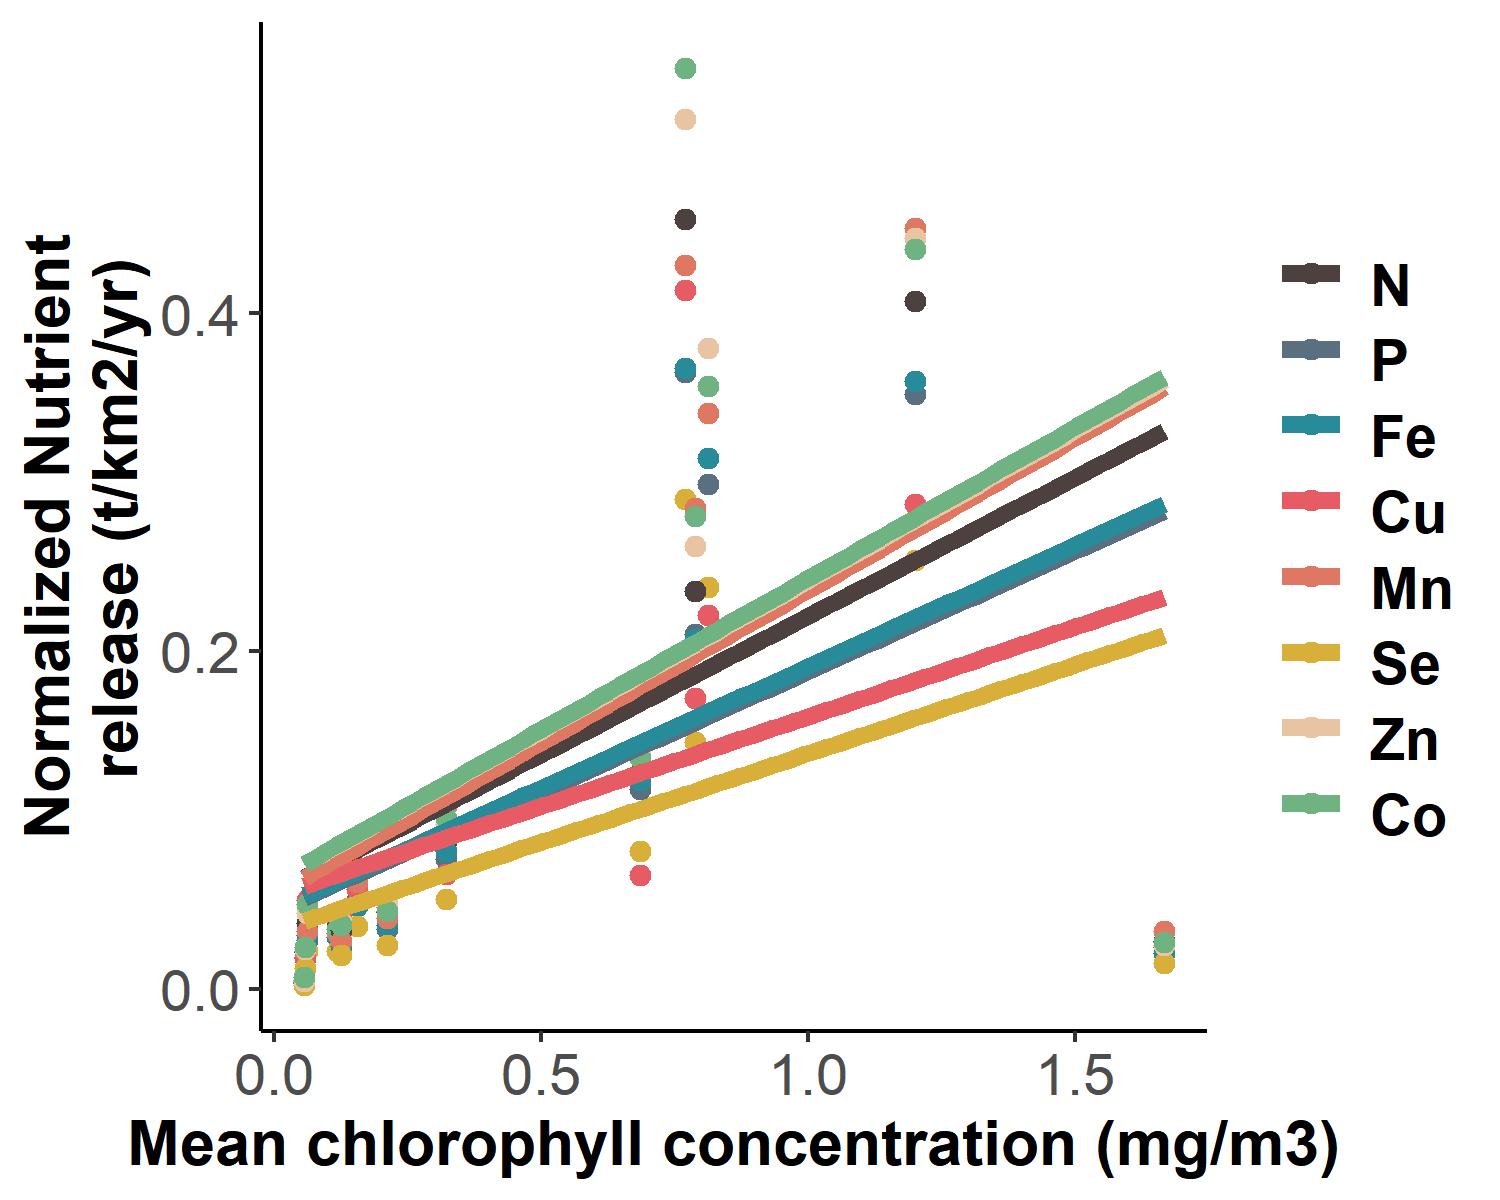 Normalized Nutrient
release (t/km2/yr)
0.4
0.2
0.0
0.0 0.5 1.0 1.5
Mean chlorophyll concentration (mg/m3)
N
P
Fe
Cu
Mn
Se
Zn
Co